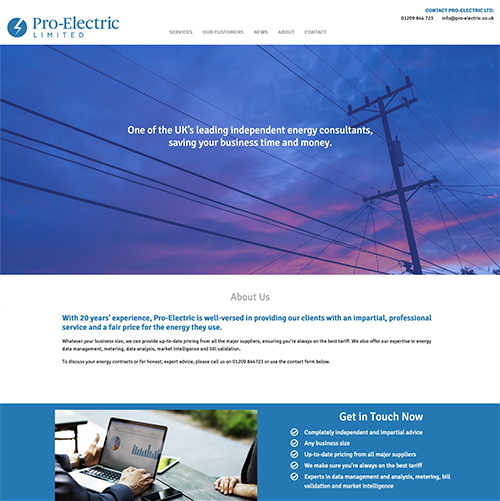 Pro-Electric
LIMITED
CONTACT PRO-ELECTRIC LTD:
01209 844 723 info@pro-electric.co.uk
SERVICES OUR CUSTOMERS NEWS ABOUT CONTACT
One of the UK's leading independent energy consultants,
saving your business time and money.
About Us
With 20 years' experience, Pro-Electric is well-versed in providing our clients with an impartial, professional
service and a fair price for the energy they use.
Whatever your business size, we can provide up-to-date pricing from all the major suppliers, ensuring you're always on the best tariff. We also offer our expertise in energy
data management, metering, data analysis, market intelligence and bill validation.
To discuss your energy contracts or for honest, expert advice, please call us on 01209 844723 or use the contact form below.
Get in Touch Now
Completely independent and impartial advice
Any business size
Up-to-date pricing from all major suppliers
We make sure you're always on the best tariff
Experts in data management and analysis, metering, bill
validation and market intelligence